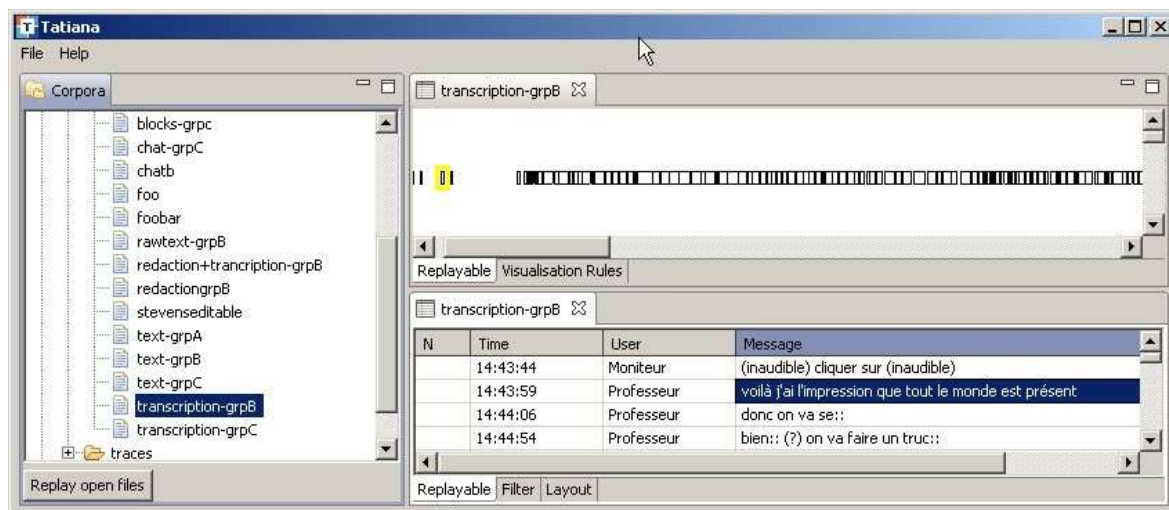 Tatiana
File Help
Corpora
blocks-grpc
chat-grpC
chatb
foo
foobar
rawtext-grpB
redaction+trancription-grpB
redactiongrpB
stevenseditable
text-grpA
text-grpB
text-grpC
transcription-grpB
transcription-grpC
traces
Replay open files
transcription-grpB
Replayable Visualisation Rules
transcription-grpB
N Time User Message
14:43:44 Moniteur (inaudible) cliquer sur (inaudible)
14:43:59 Professeur voilà j'ai l'impression que tout le monde est présent
14:44:06 Professeur donc on va se::
14:44:54 Professeur bien:: (?) on va faire un truc::
Replayable Filter Layout